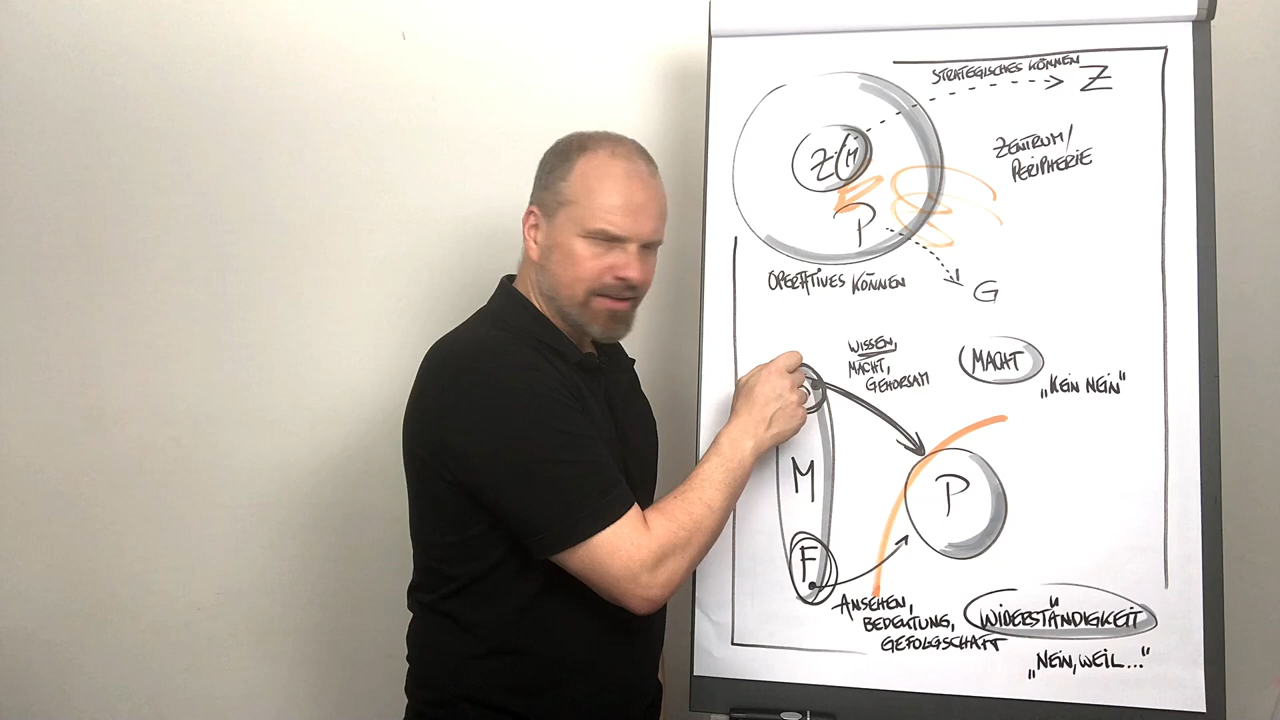 STRATEGISCHES KÖNNEN
Z
ZENTRUM/
PERIPHERIE
Z/M
P
OPERATIVES KÖNNEN
G
WISSEN,
MACHT,
GEHORSAM
MACHT
„KEIN NEIN"
M
P
F
ANSEHEN,
BEDEUTUNG,
GEFOLGSCHAFT
WIDERSTÄNDIGKEIT
„NEIN, WEIL..."